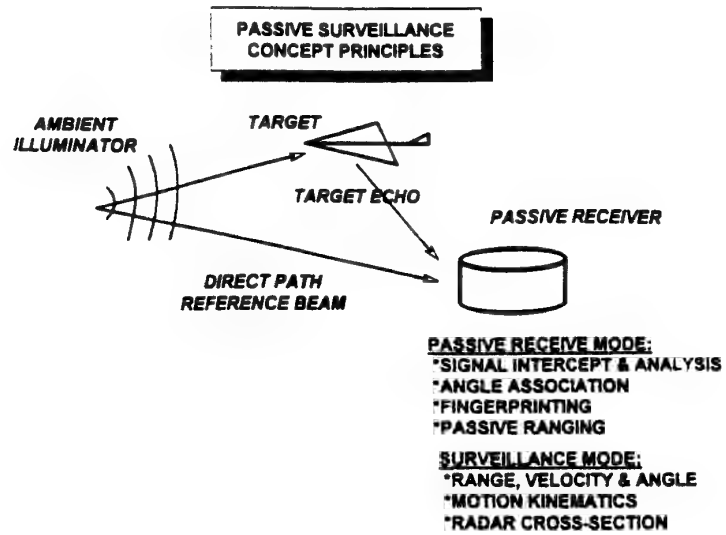 PASSIVE SURVEILLANCE
CONCEPT PRINCIPLES
AMBIENT
ILLUMINATOR
TARGET
TARGET ECHO
PASSIVE RECEIVER
DIRECT PATH
REFERENCE BEAM
PASSIVE RECEIVE MODE:
*SIGNAL INTERCEPT & ANALYSIS
*ANGLE ASSOCIATION
*FINGERPRINTING
*PASSIVE RANGING
SURVEILLANCE MODE:
*RANGE, VELOCITY & ANGLE
*MOTION KINEMATICS
*RADAR CROSS-SECTION